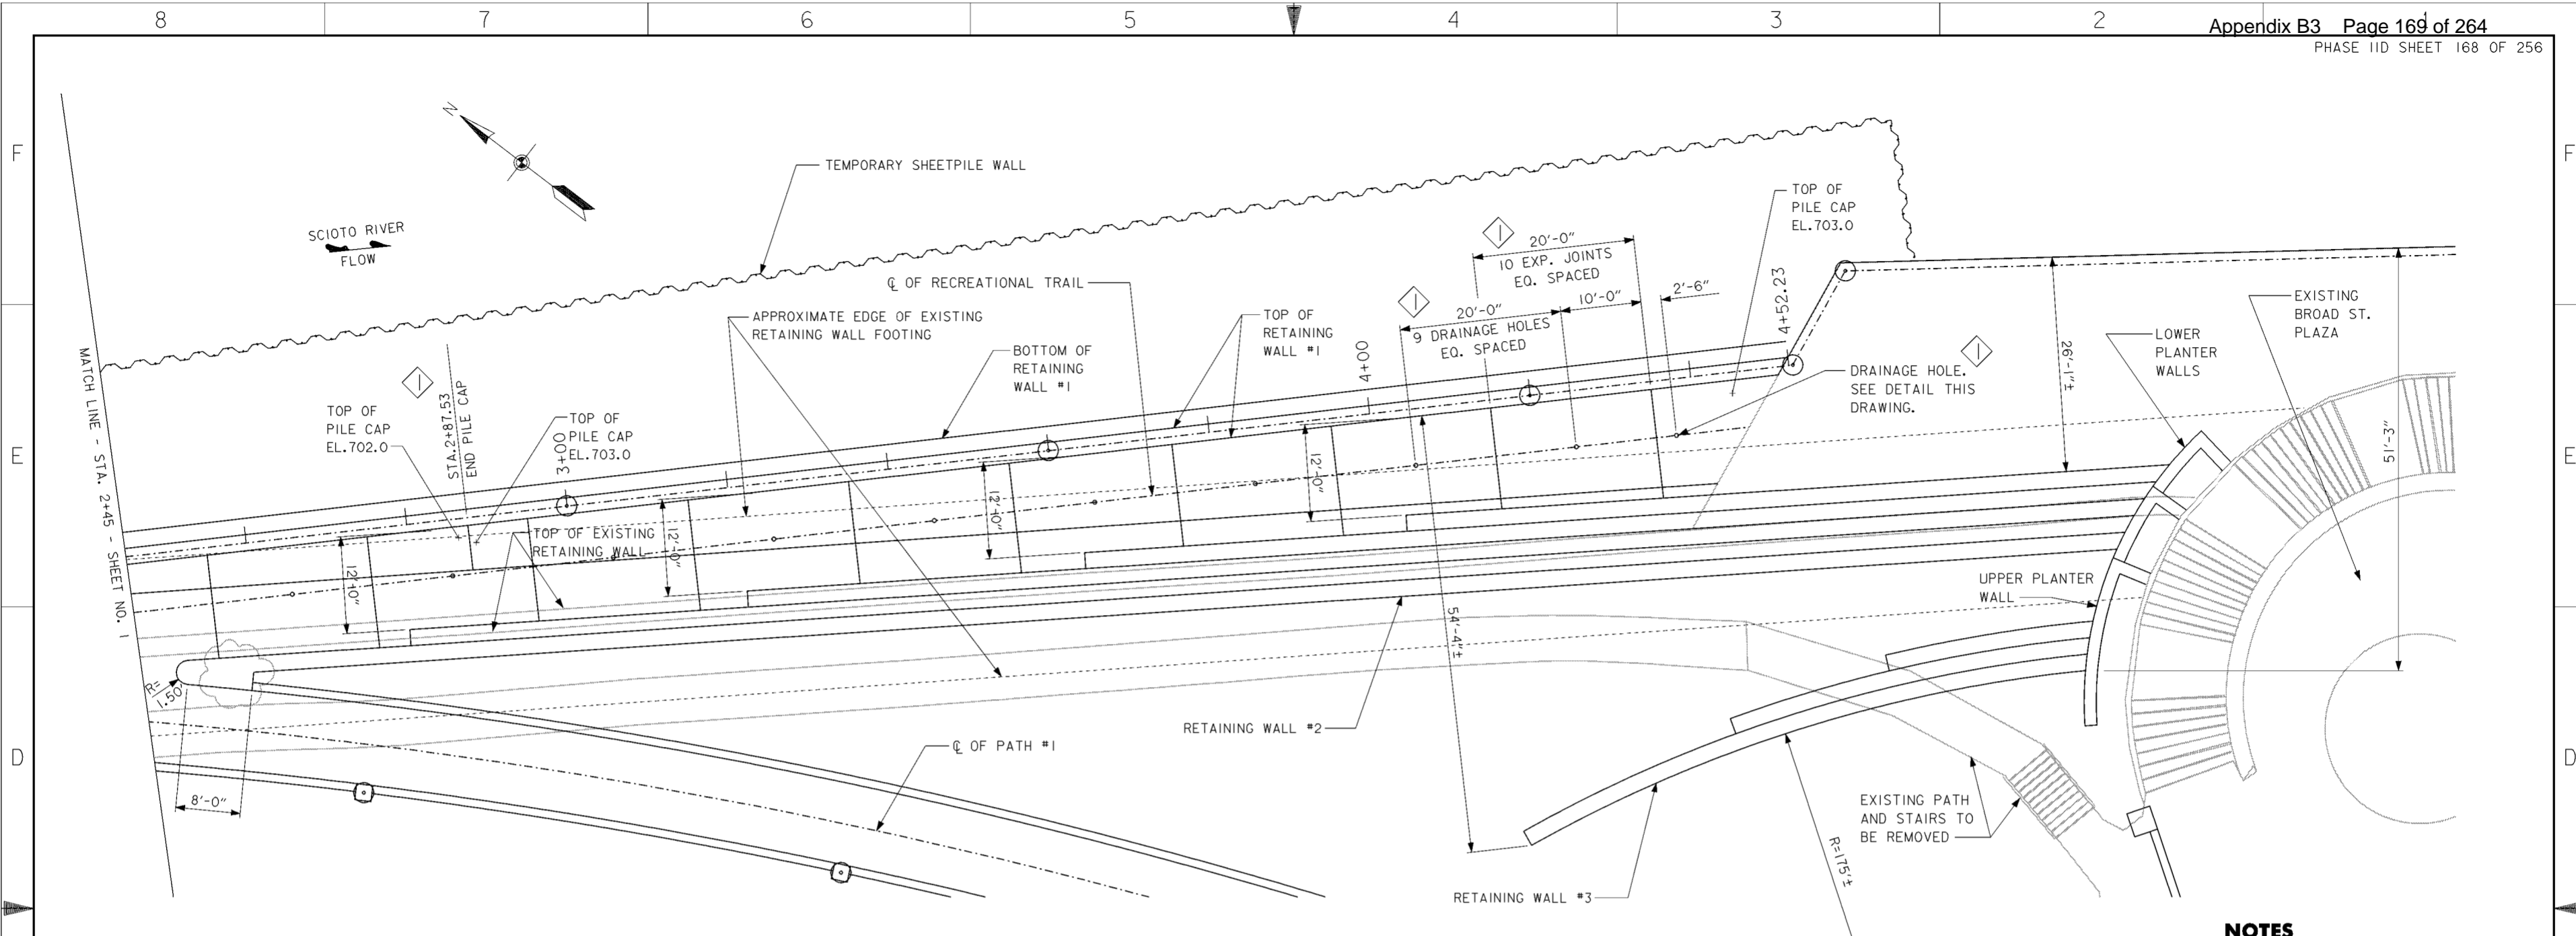 8
7
6
5
4
3
2
1
Appendix B3 Page 169 of 264
PHASE IID SHEET 168 OF 256
F
F
N
TEMPORARY SHEETPILE WALL
SCIOTO RIVER
FLOW
TOP OF
PILE CAP
EL.703.0
1
20'-0"
10 EXP. JOINTS
EQ. SPACED
℄ OF RECREATIONAL TRAIL
2'-6"
10'-0"
1
20'-0"
9 DRAINAGE HOLES
EQ. SPACED
4+52.23
APPROXIMATE EDGE OF EXISTING
RETAINING WALL FOOTING
TOP OF
RETAINING
WALL #1
EXISTING
BROAD ST.
PLAZA
LOWER
PLANTER
WALLS
BOTTOM OF
RETAINING
WALL #1
4+00
1
26'-1"±
MATCH LINE - STA. 2+45 - SHEET NO. 1
1
DRAINAGE HOLE.
SEE DETAIL THIS
DRAWING.
TOP OF
PILE CAP
EL.702.0
STA.2+87.53
END PILE CAP
3+00
TOP OF
PILE CAP
EL.703.0
E
E
51'-3"
12'-0"
12'-0"
12'-0"
12'-0"
TOP OF EXISTING
RETAINING WALL
UPPER PLANTER
WALL
54'-4"±
R=
1.50'
RETAINING WALL #2
℄ OF PATH #1
D
D
8'-0"
EXISTING PATH
AND STAIRS TO
BE REMOVED
R=175'±
RETAINING WALL #3
NOTES